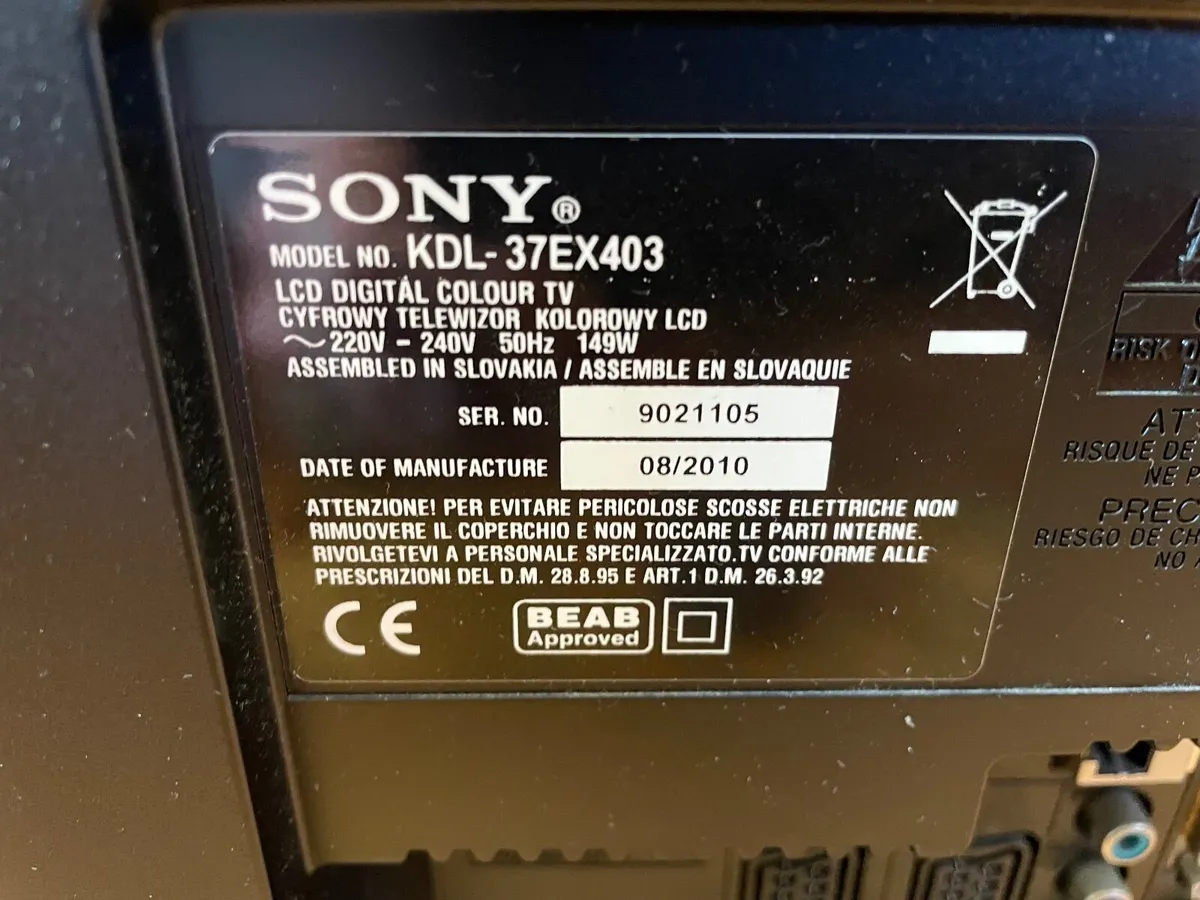 SONY®
MODEL NO. KDL-37EX403
LCD DIGITAL COLOUR TV
CYFROWY TELEWIZOR KOLOROWY LCD
~220V - 240V 50Hz 149W
ASSEMBLED IN SLOVAKIA / ASSEMBLE EN SLOVAQUIE
SER. NO. 9021105
DATE OF MANUFACTURE 08/2010
ATTENZIONE! PER EVITARE PERICOLOSE SCOSSE ELETTRICHE NON
RIMUOVERE IL COPERCHIO E NON TOCCARE LE PARTI INTERNE.
RIVOLGETEVI A PERSONALE SPECIALIZZATO.TV CONFORME ALLE
PRESCRIZIONI DEL D.M. 28.8.95 E ART.1 D.M. 26.3.92
CE
BEAB
Approved
RISK
RISQUE DE
RIESGO DE
NO